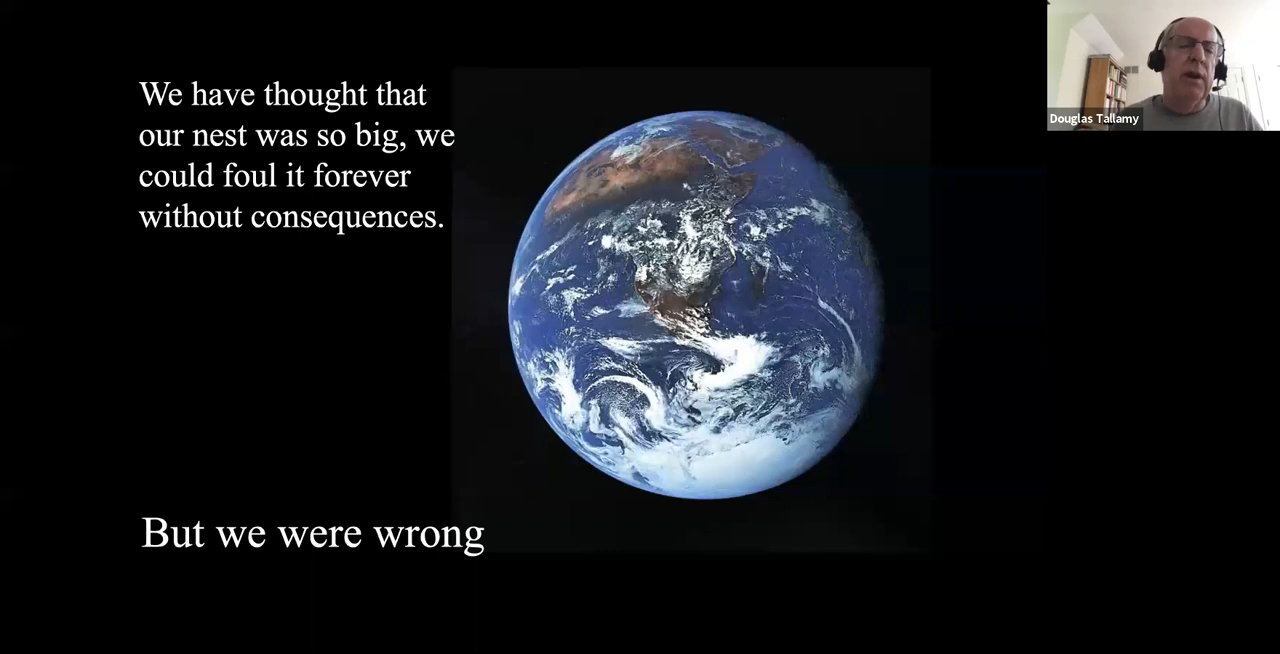 We have thought that
our nest was so big, we
could foul it forever
without consequences.
But we were wrong
Douglas Tallamy